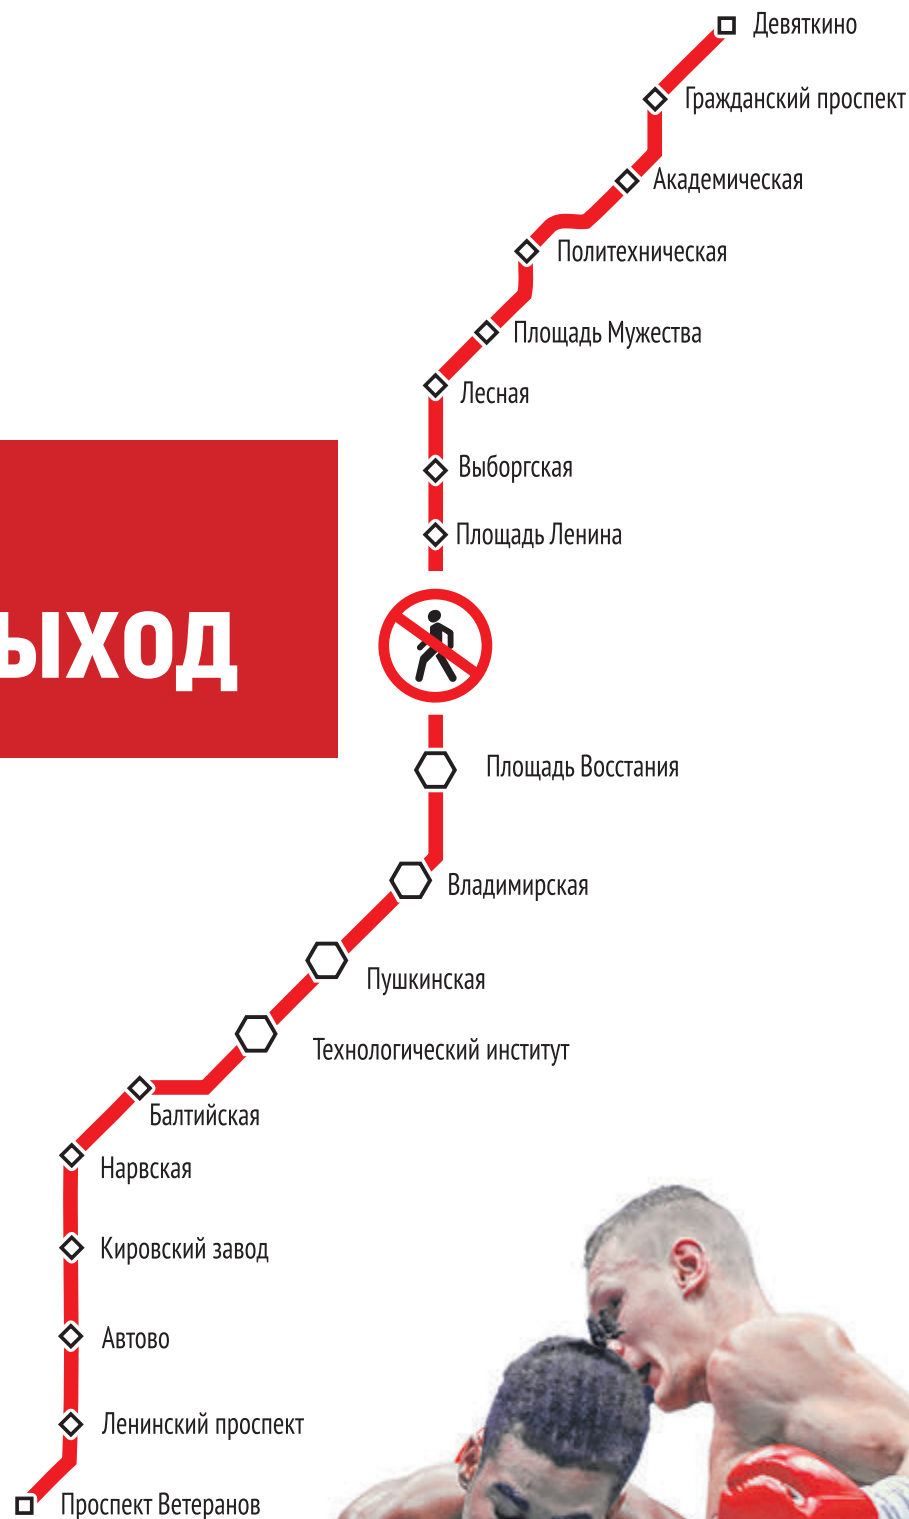 Девяткино
Гражданский проспект
Академическая
Политехническая
Площадь Мужества
Лесная
Выборгская
Площадь Ленина
ЫХОД
Площадь Восстания
Владимирская
Пушкинская
Технологический институт
Балтийская
Нарвская
Кировский завод
Автово
Ленинский проспект
Проспект Ветеранов